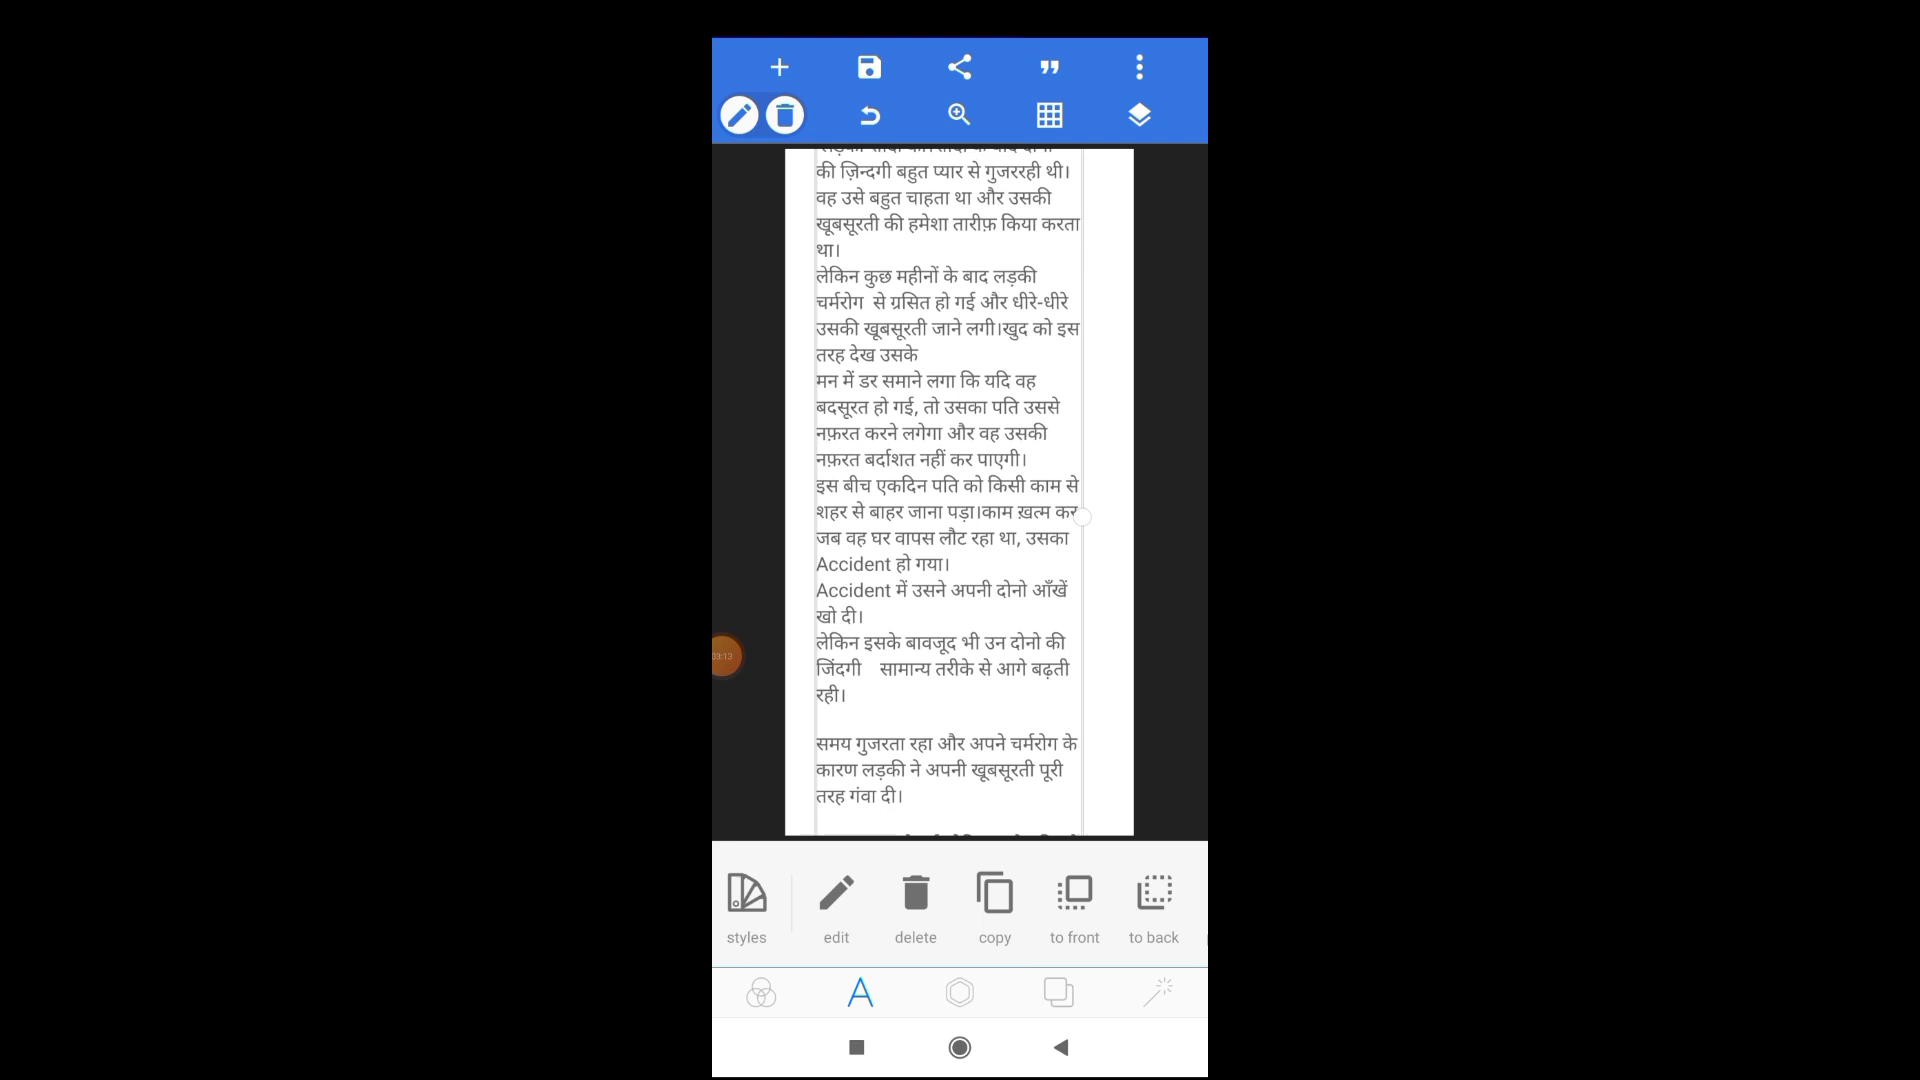 की ज़िन्दगी बहुत प्यार से गुजररही थी।
वह उसे बहुत चाहता था और उसकी
खूबसूरती की हमेशा तारीफ़ किया करता
था।
लेकिन कुछ महीनों के बाद लड़की
चर्मरोग  से ग्रसित हो गई और धीरे-धीरे
उसकी खूबसूरती जाने लगी।खुद को इस
तरह देख उसके
मन में डर समाने लगा कि यदि वह
बदसूरत हो गई, तो उसका पति उससे
नफ़रत करने लगेगा और वह उसकी
नफ़रत बर्दाशत नहीं कर पाएगी।
इस बीच एकदिन पति को किसी काम से
शहर से बाहर जाना पड़ा।काम ख़त्म कर
जब वह घर वापस लौट रहा था, उसका
Accident हो गया।
Accident में उसने अपनी दोनो आँखें
खो दी।
लेकिन इसके बावजूद भी उन दोनो की
जिंदगी    सामान्य तरीके से आगे बढ़ती
रही।
समय गुजरता रहा और अपने चर्मरोग के
कारण लड़की ने अपनी खूबसूरती पूरी
तरह गंवा दी।
03:13
styles edit delete copy to front to back